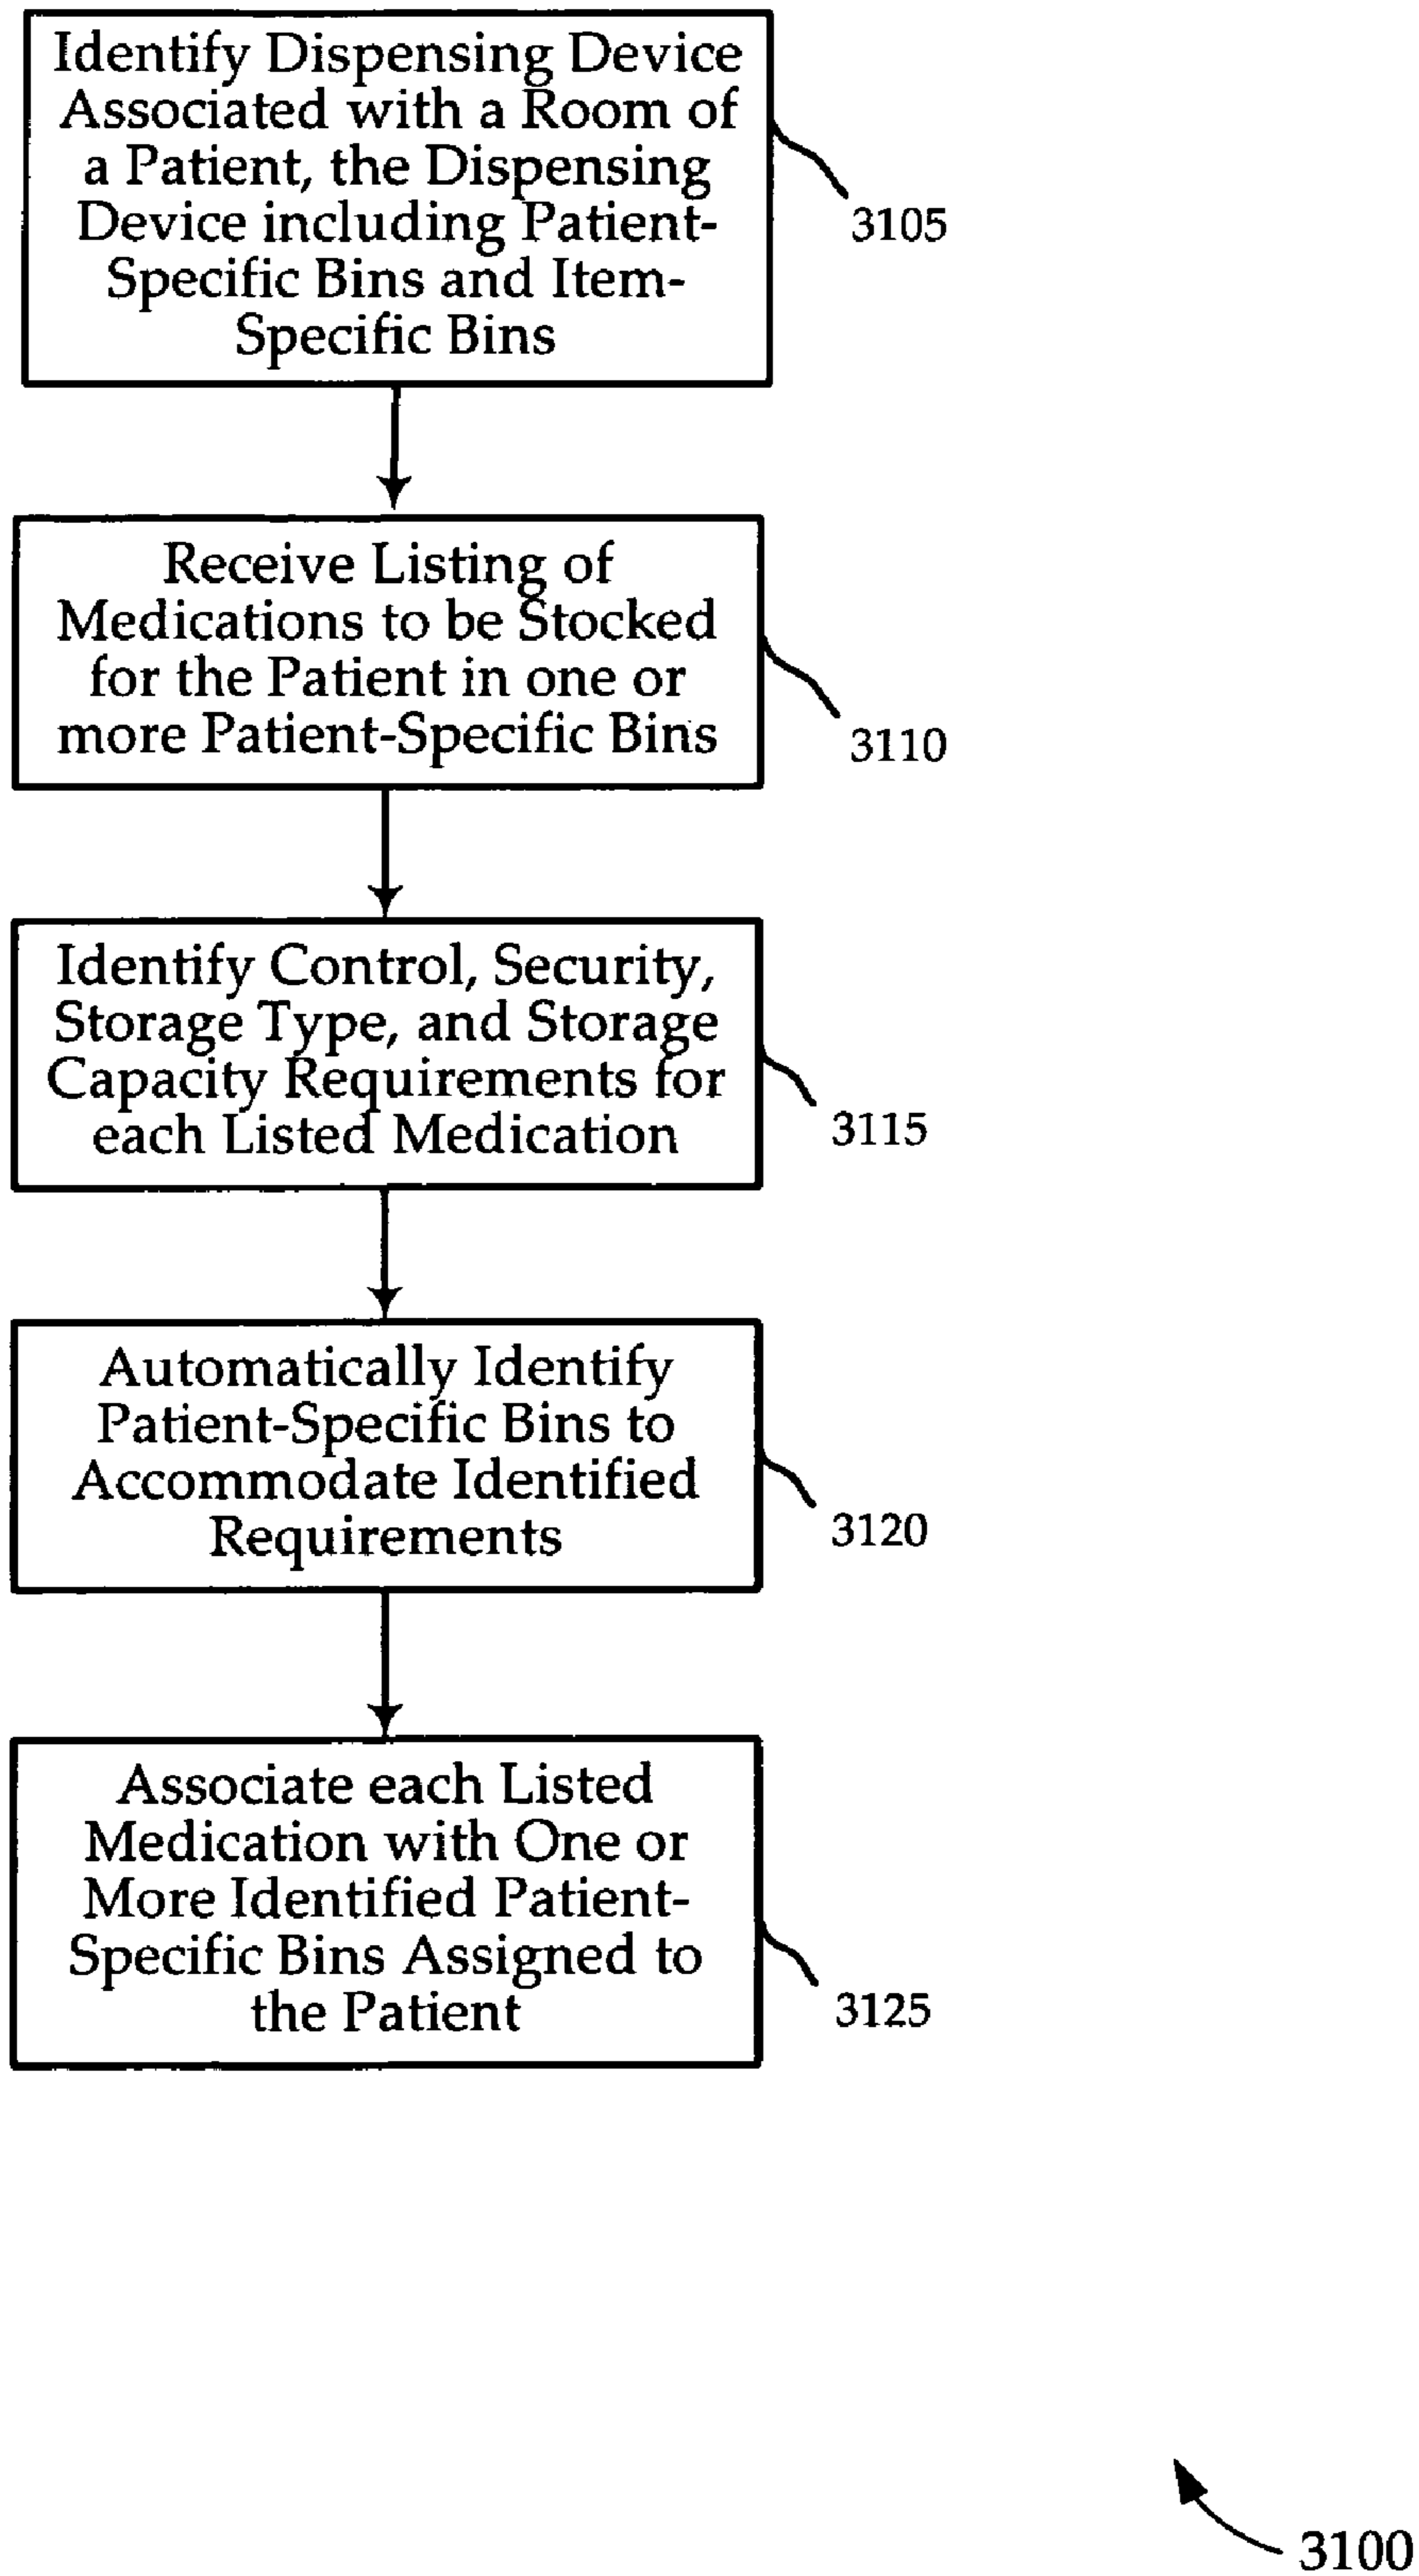 Identify Dispensing Device
Associated with a Room of
a Patient, the Dispensing
Device including Patient-
Specific Bins and Item-
Specific Bins
3105
Receive Listing of
Medications to be Stocked
for the Patient in one or
more Patient-Specific Bins
3110
Identify Control, Security,
Storage Type, and Storage
Capacity Requirements for
each Listed Medication
3115
Automatically Identify
Patient-Specific Bins to
Accommodate Identified
Requirements
3120
Associate each Listed
Medication with One or
More Identified Patient-
Specific Bins Assigned to
the Patient
3125
3100